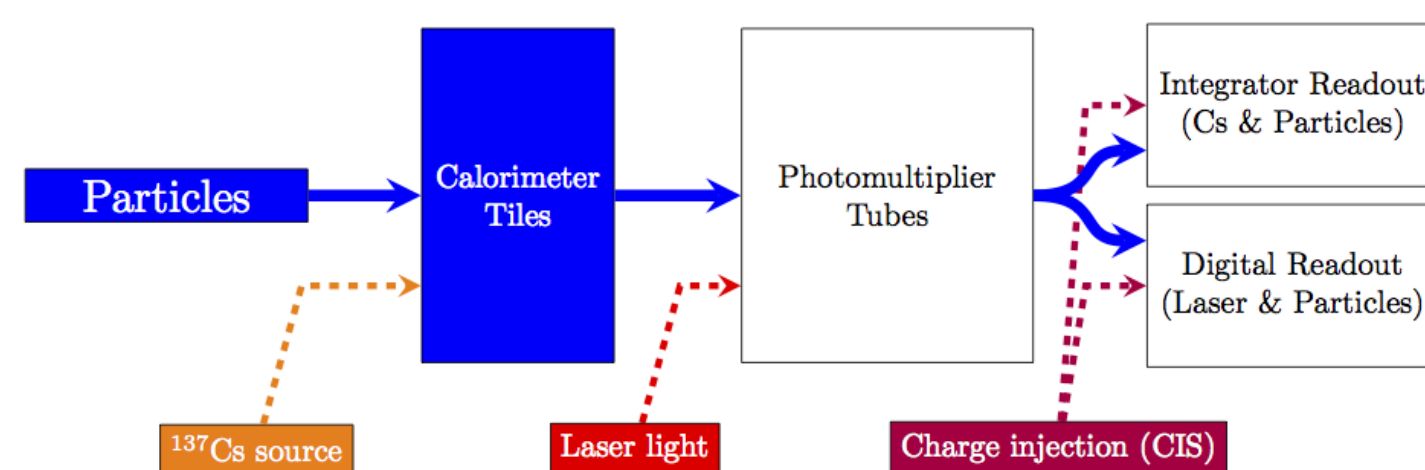 Particles
Calorimeter
Tiles
Photomultiplier
Tubes
Integrator Readout
(Cs & Particles)
Digital Readout
(Laser & Particles)
¹³⁷Cs source
Laser light
Charge injection (CIS)